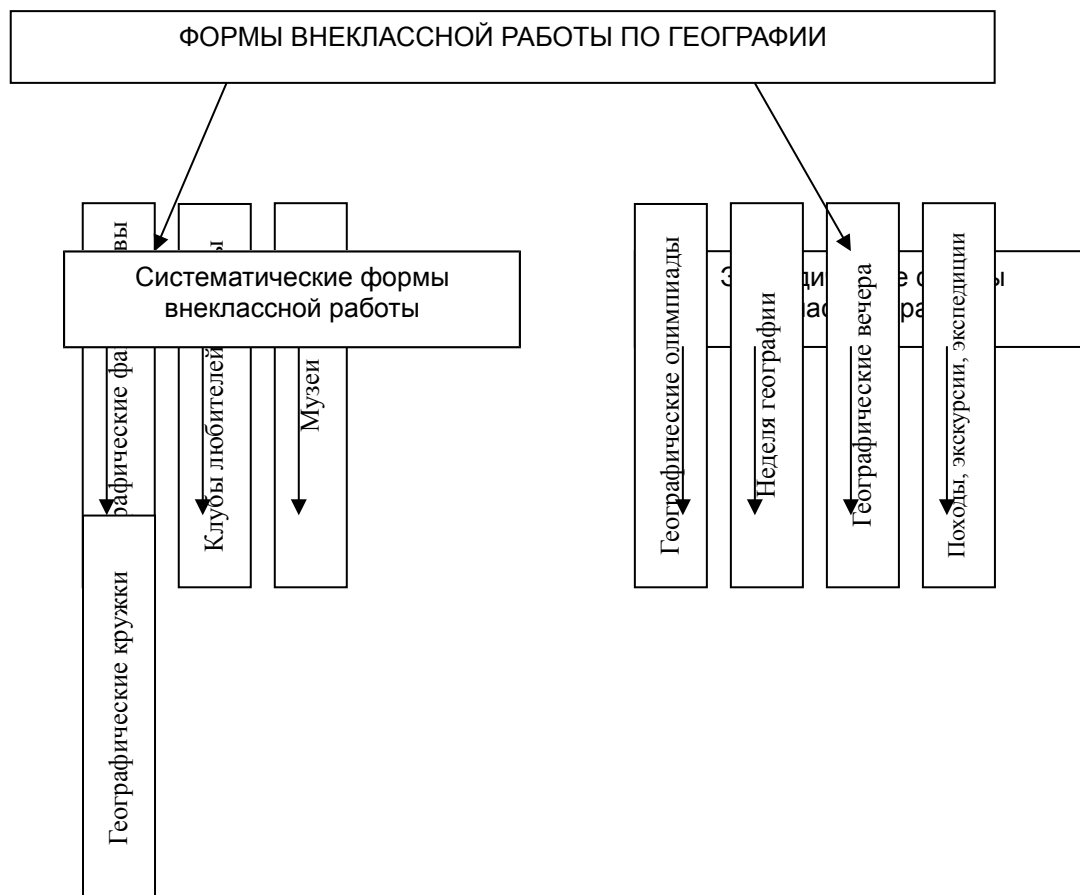 ФОРМЫ ВНЕКЛАССНОЙ РАБОТЫ ПО ГЕОГРАФИИ
Систематические формы
внеклассной работы
Клубы любителей
Музеи
Географические кружки
Географические олимпиады
Неделя географии
Географические вечера
Походы, экскурсии, экспедиции